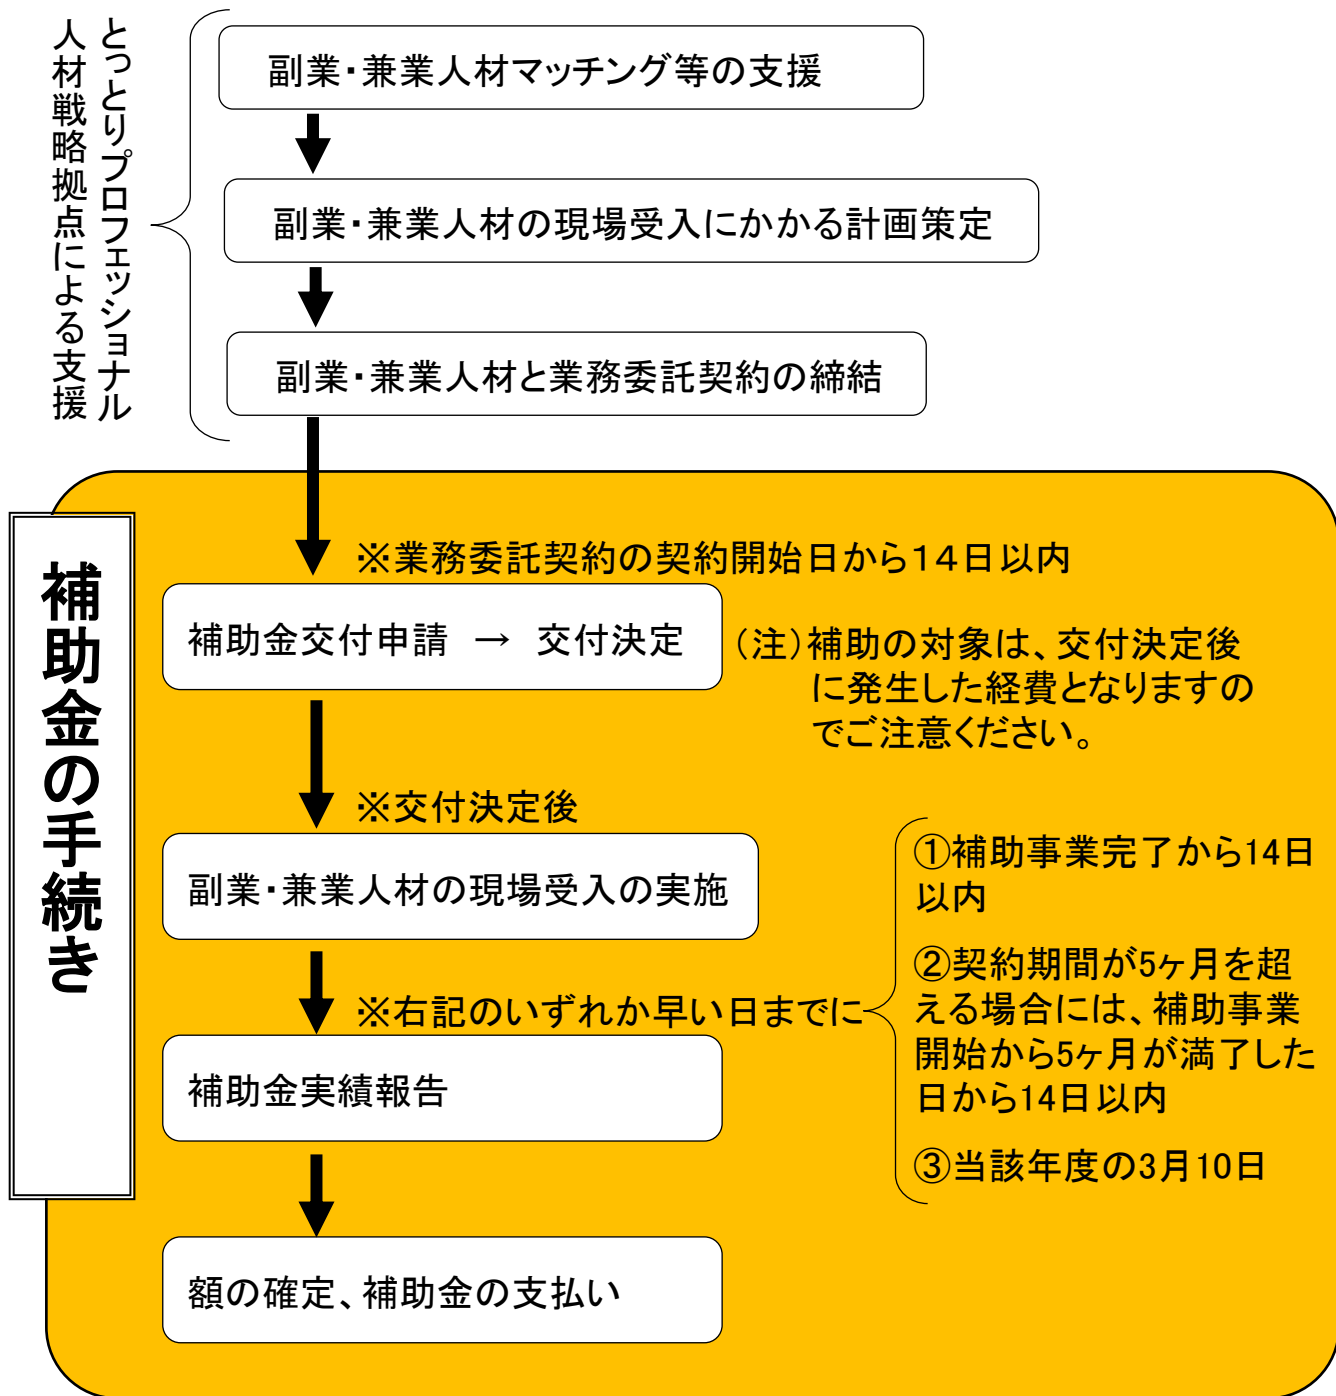 とっとりプロフェッショナル
人材戦略拠点による支援
副業・兼業人材マッチング等の支援
副業・兼業人材の現場受入にかかる計画策定
副業・兼業人材と業務委託契約の締結
補助金の手続き
※業務委託契約の契約開始日から14日以内
補助金交付申請 → 交付決定
（注）補助の対象は、交付決定後
に発生した経費となりますの
でご注意ください。
※交付決定後
副業・兼業人材の現場受入の実施
※右記のいずれか早い日までに
①補助事業完了から14日
以内
②契約期間が5ヶ月を超
える場合には、補助事業
開始から5ヶ月が満了した
日から14日以内
③当該年度の3月10日
補助金実績報告
額の確定、補助金の支払い